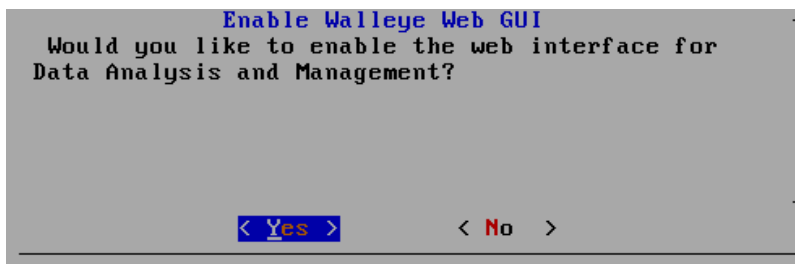 Enable Walleye Web GUI
Would you like to enable the web interface for
Data Analysis and Management?
< Yes > < No >